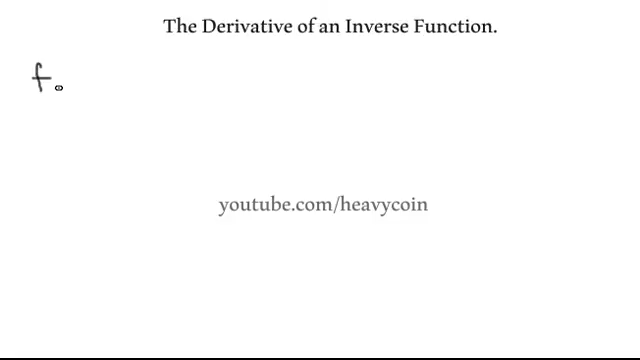 The Derivative of an Inverse Function.
f
youtube.com/heavycoin